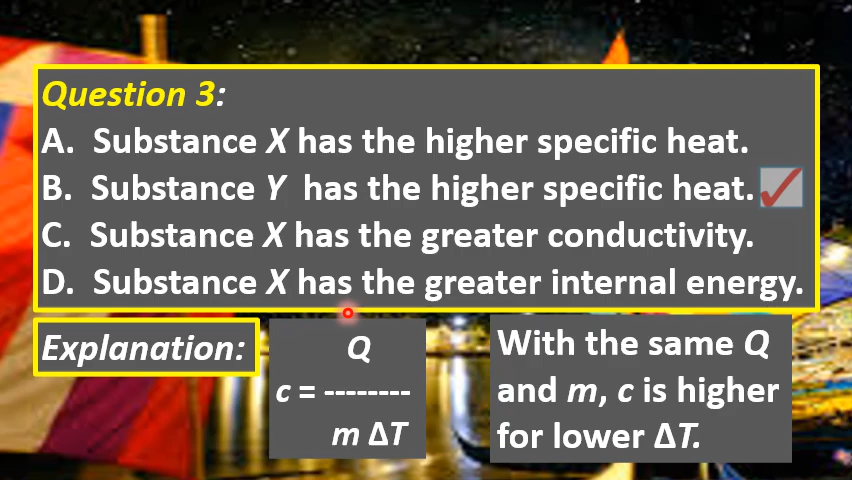 Question 3:
A. Substance X has the higher specific heat.
B. Substance Y has the higher specific heat.
C. Substance X has the greater conductivity.
D. Substance X has the greater internal energy.
Explanation:
Q
c = --------
m ΔT
With the same Q
and m, c is higher
for lower ΔT.